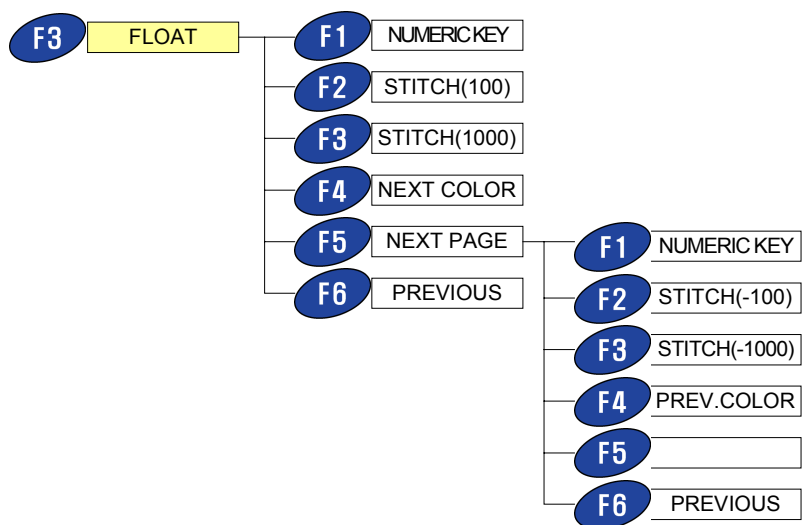 F3 FLOAT
F1 NUMERIC KEY
F2 STITCH(100)
F3 STITCH(1000)
F4 NEXT COLOR
F5 NEXT PAGE
F6 PREVIOUS
F1 NUMERIC KEY
F2 STITCH(-100)
F3 STITCH(-1000)
F4 PREV.COLOR
F5
F6 PREVIOUS